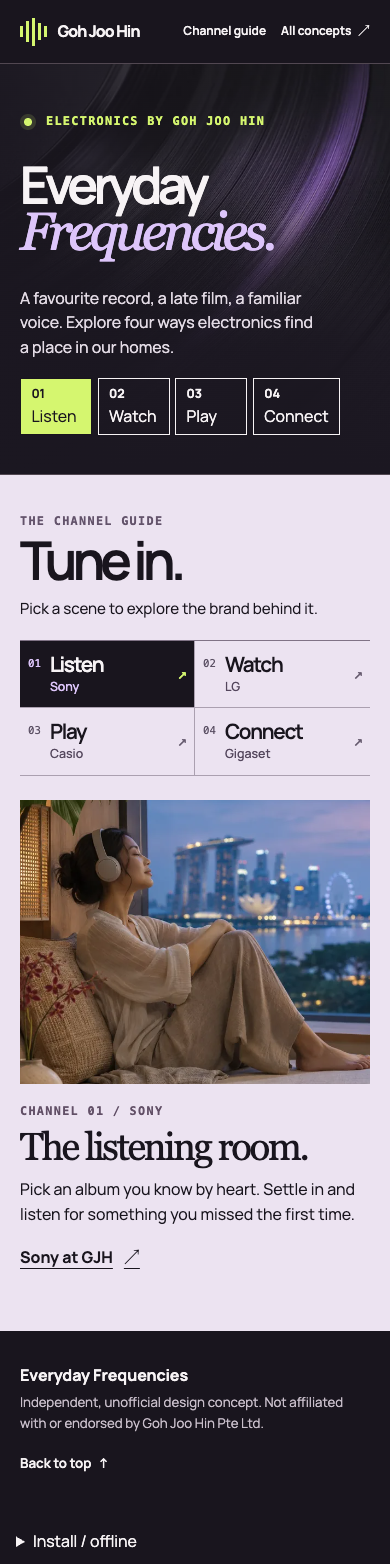 Goh Joo Hin
Channel guide All concepts ↗
ELECTRONICS BY GOH JOO HIN
Everyday
Frequencies.
A favourite record, a late film, a familiar
voice. Explore four ways electronics find
a place in our homes.
01
Listen
02
Watch
03
Play
04
Connect
THE CHANNEL GUIDE
Tune in.
Pick a scene to explore the brand behind it.
01 Listen ↗
Sony
02 Watch ↗
LG
03 Play ↗
Casio
04 Connect ↗
Gigaset
CHANNEL 01 / SONY
The listening room.
Pick an album you know by heart. Settle in and
listen for something you missed the first time.
Sony at GJH ↗
Everyday Frequencies
Independent, unofficial design concept. Not affiliated
with or endorsed by Goh Joo Hin Pte Ltd.
Back to top ↑
▶ Install / offline